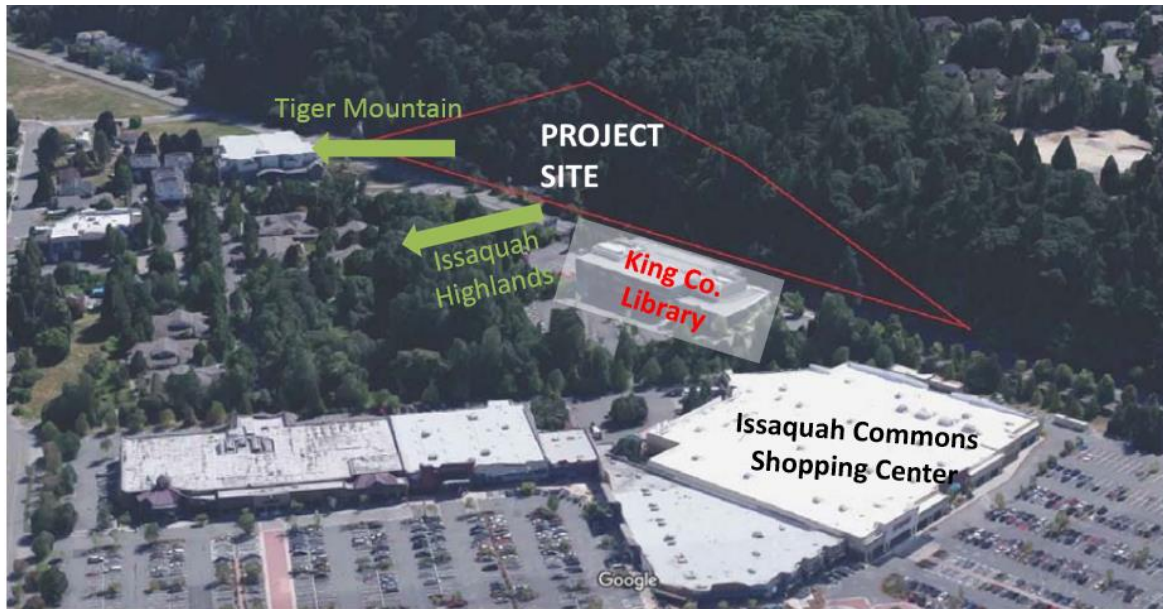 Tiger Mountain
PROJECT
SITE
Issaquah
Highlands
King Co.
Library
Issaquah Commons
Shopping Center
Google